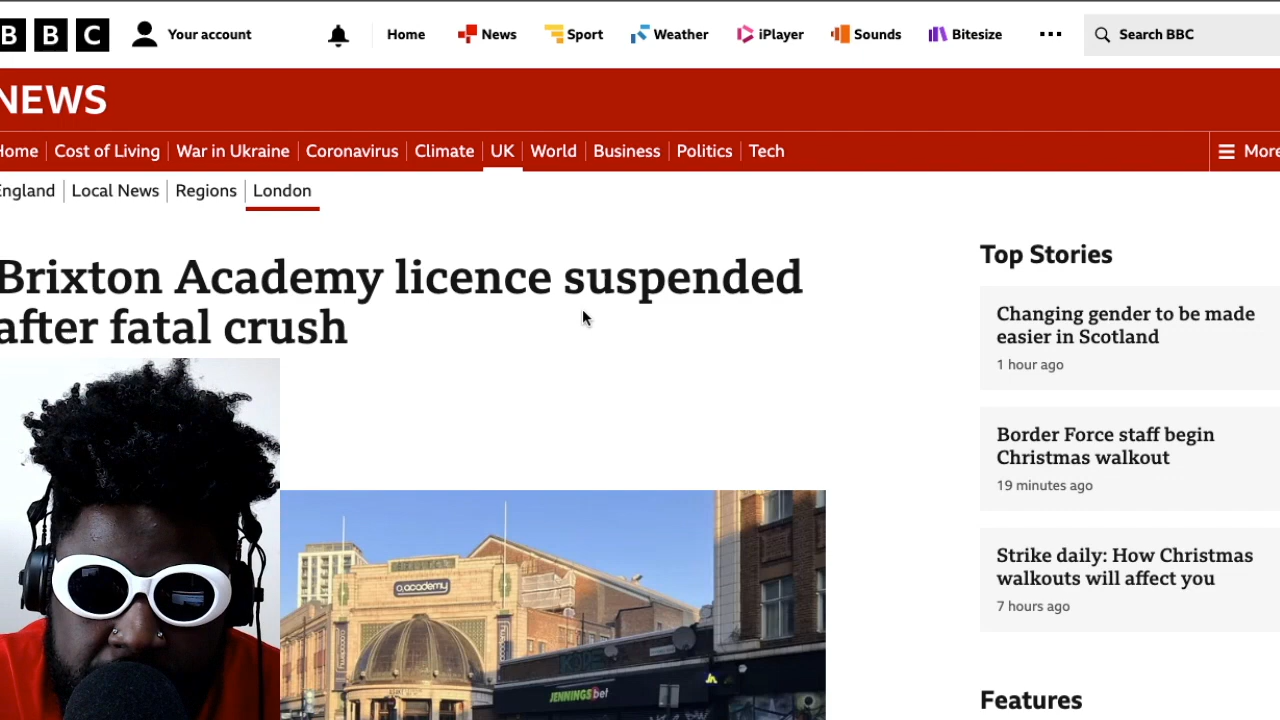 B B C Your account Home News Sport Weather iPlayer Sounds Bitesize Search BBC
NEWS
Home Cost of Living War in Ukraine Coronavirus Climate UK World Business Politics Tech More
England Local News Regions London
Brixton Academy licence suspended
after fatal crush
Top Stories
Changing gender to be made
easier in Scotland
1 hour ago
Border Force staff begin
Christmas walkout
19 minutes ago
Strike daily: How Christmas
walkouts will affect you
7 hours ago
Features
O2 academy
JENNINGSbet